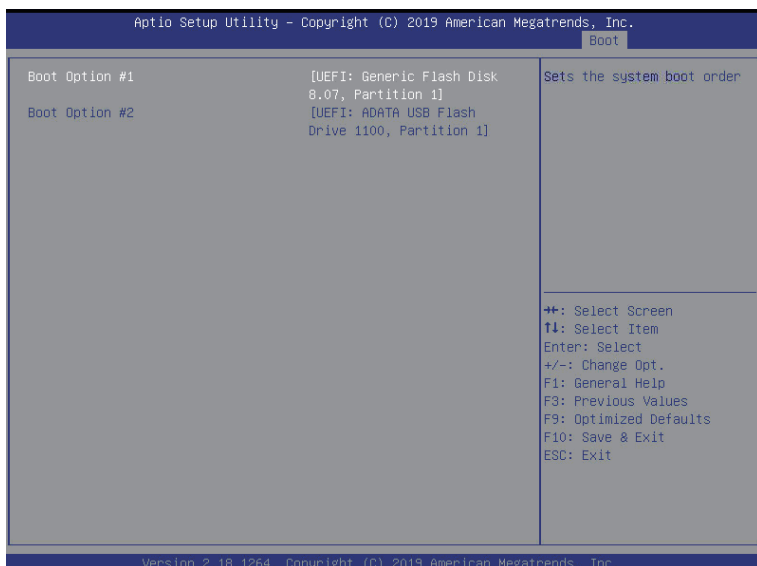 Aptio Setup Utility – Copyright (C) 2019 American Megatrends, Inc.
Boot
Boot Option #1 [UEFI: Generic Flash Disk
8.07, Partition 1]
Boot Option #2 [UEFI: ADATA USB Flash
Drive 1100, Partition 1]
Sets the system boot order
→←: Select Screen
↑↓: Select Item
Enter: Select
+/-: Change Opt.
F1: General Help
F3: Previous Values
F9: Optimized Defaults
F10: Save & Exit
ESC: Exit
Version 2.18.1264. Copyright (C) 2019 American Megatrends, Inc.